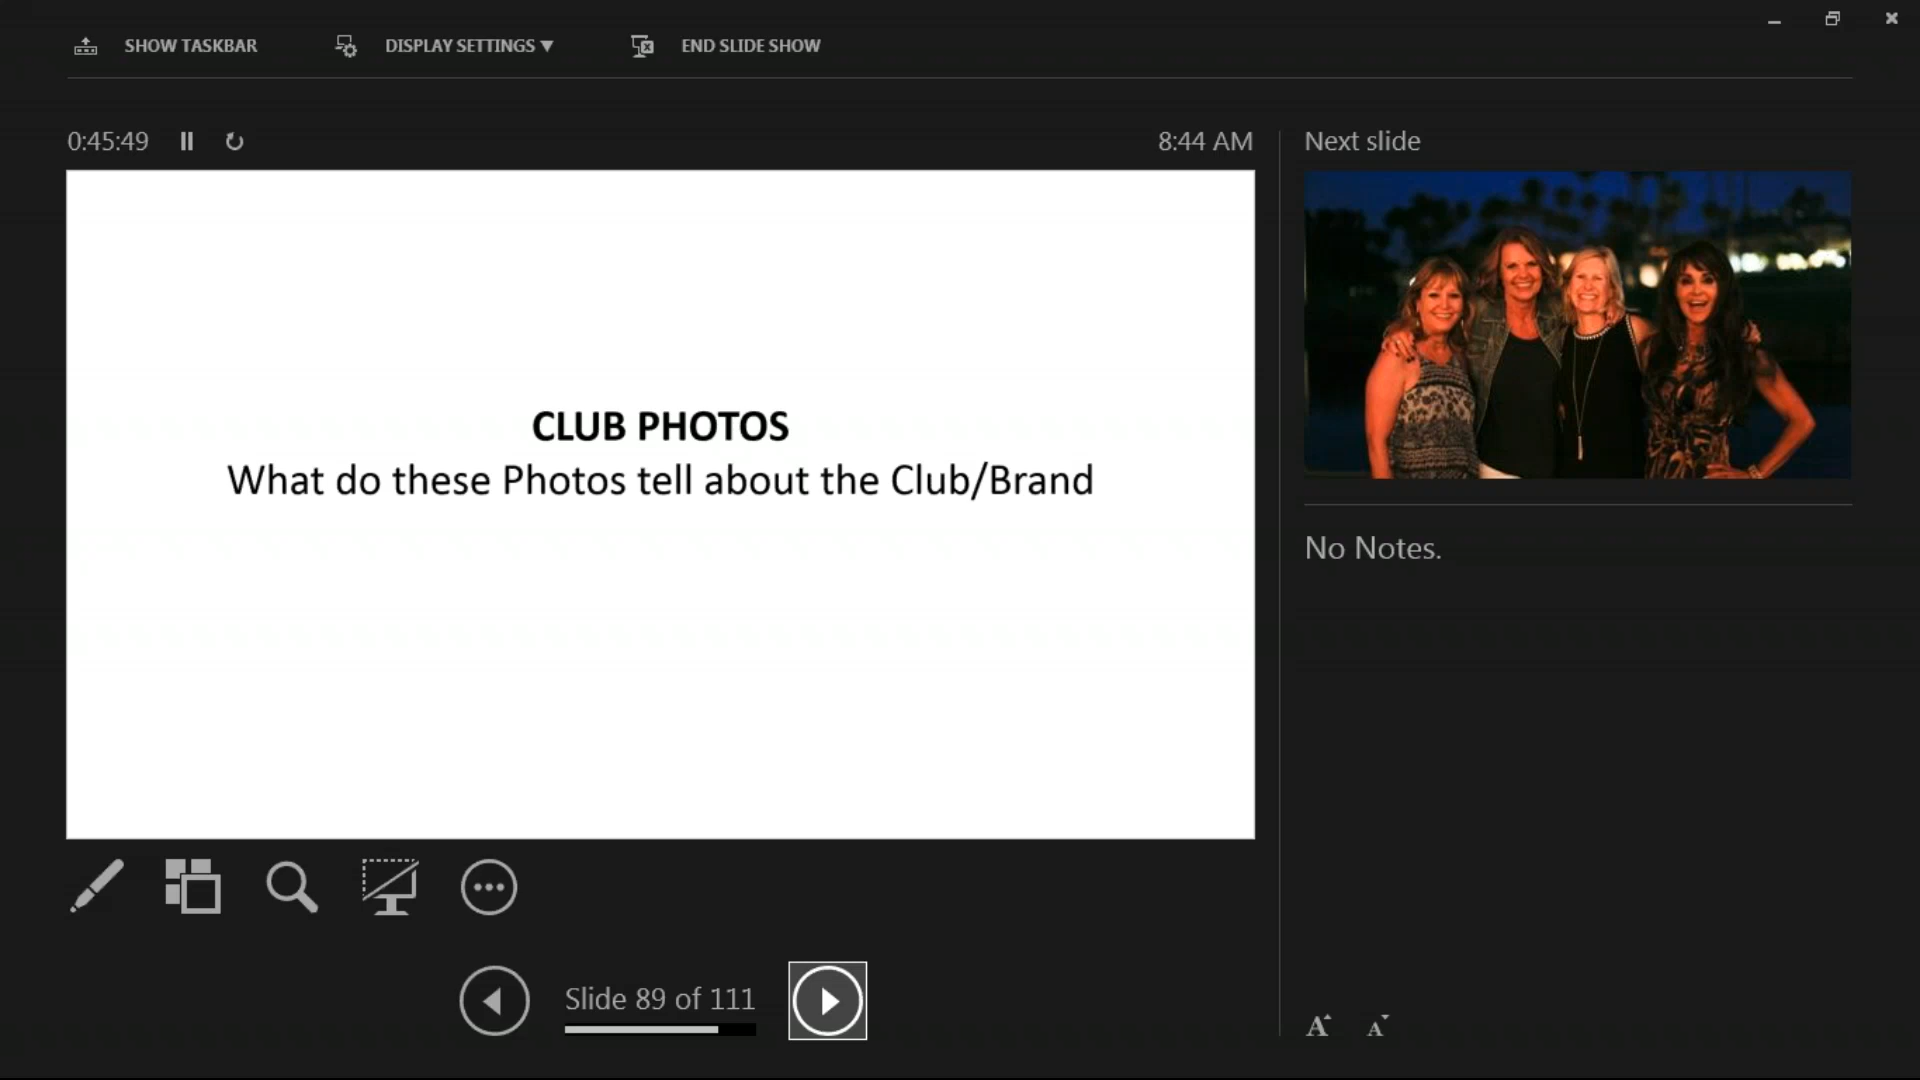 SHOW TASKBAR
DISPLAY SETTINGS ▼
END SLIDE SHOW
0:45:49
8:44 AM
Next slide
CLUB PHOTOS
What do these Photos tell about the Club/Brand
No Notes.
Slide 89 of 111
A
A